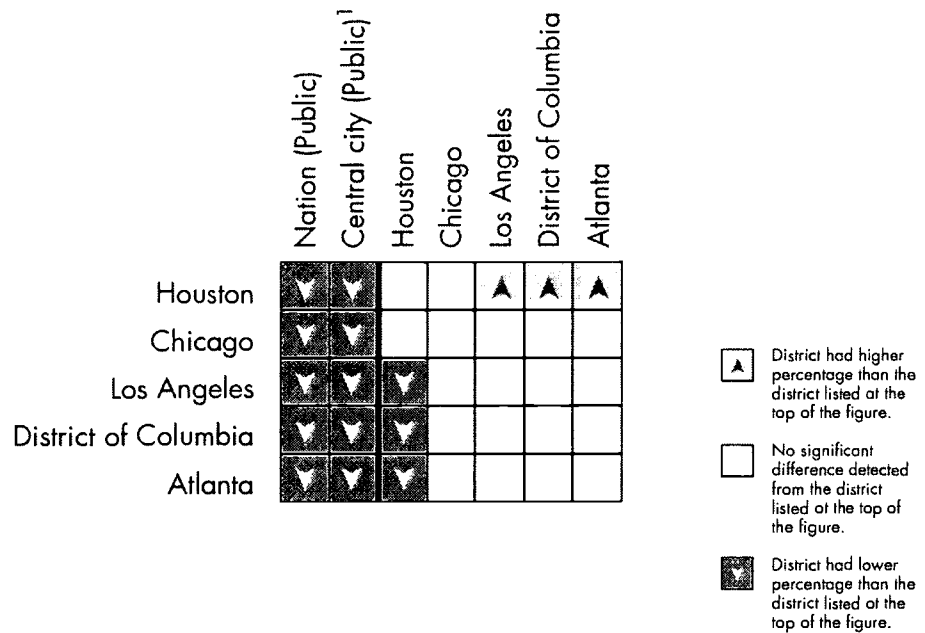 Nation (Public)
Central city (Public)¹
Houston
Chicago
Los Angeles
District of Columbia
Atlanta
Houston
Chicago
Los Angeles
District of Columbia
Atlanta
District had higher
percentage than the
district listed at the
top of the figure.
No significant
difference detected
from the district
listed at the top of
the figure.
District had lower
percentage than the
district listed at the
top of the figure.